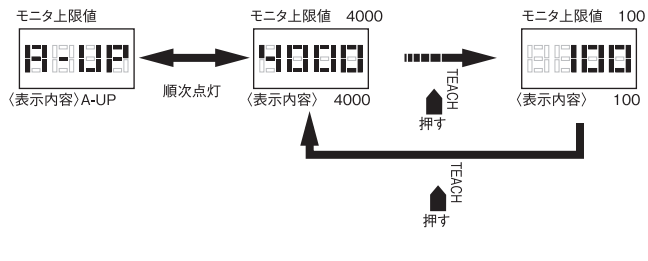 モニタ上限値
モニタ上限値 4000
モニタ上限値 100
A-UP
4000
100
順次点灯
TEACH
押す
〈表示内容〉A-UP
〈表示内容〉 4000
〈表示内容〉 100
TEACH
押す